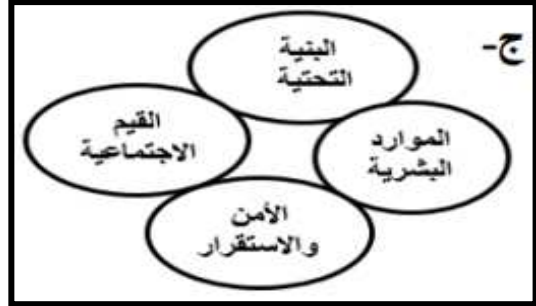 ج-
البنية
التحتية
الموارد
البشرية
القيم
الاجتماعية
الأمن
والاستقرار